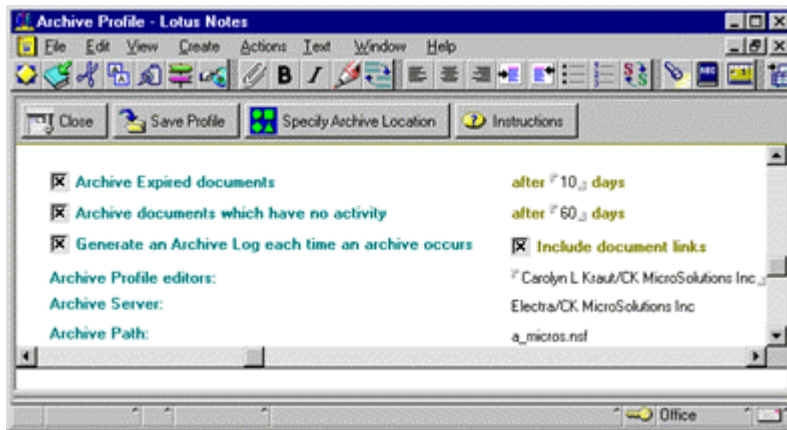 Archive Profile - Lotus Notes
File Edit View Create Actions Text Window Help
B I
Close Save Profile Specify Archive Location Instructions
Archive Expired documents after 10 days
Archive documents which have no activity after 60 days
Generate an Archive Log each time an archive occurs Include document links
Archive Profile editors: Carolyn L Kraut/CK MicroSolutions Inc
Archive Server: Electra/CK MicroSolutions Inc
Archive Path: a_micros.nsf
Office